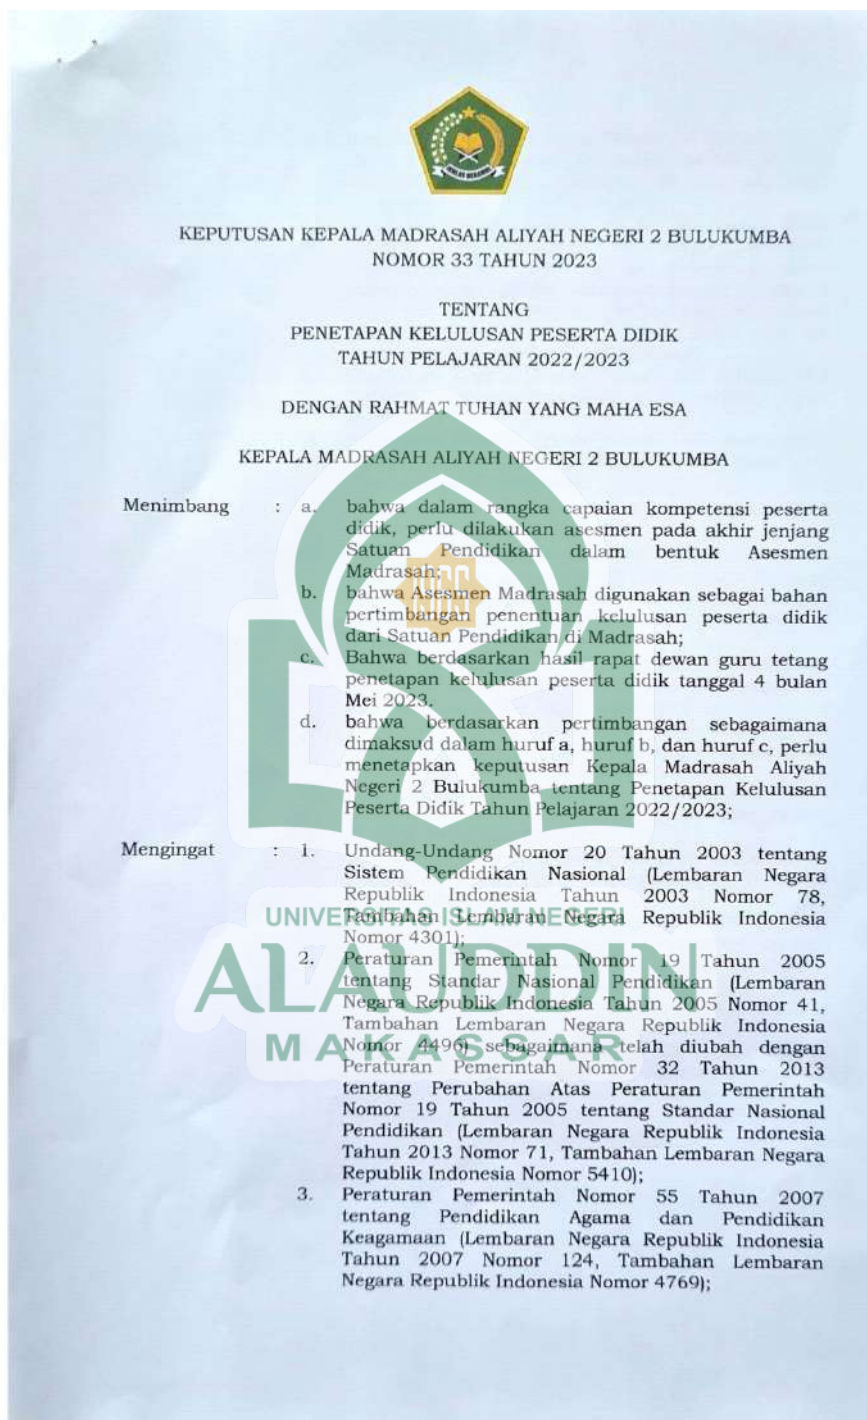 IKHLAS BERAMAL
KEPUTUSAN KEPALA MADRASAH ALIYAH NEGERI 2 BULUKUMBA
NOMOR 33 TAHUN 2023
TENTANG
PENETAPAN KELULUSAN PESERTA DIDIK
TAHUN PELAJARAN 2022/2023
DENGAN RAHMAT TUHAN YANG MAHA ESA
KEPALA MADRASAH ALIYAH NEGERI 2 BULUKUMBA
Menimbang : a. bahwa dalam rangka capaian kompetensi peserta
didik, perlu dilakukan asesmen pada akhir jenjang
Satuan Pendidikan dalam bentuk Asesmen
Madrasah;
b. bahwa Asesmen Madrasah digunakan sebagai bahan
pertimbangan penentuan kelulusan peserta didik
dari Satuan Pendidikan di Madrasah;
c. Bahwa berdasarkan hasil rapat dewan guru tetang
penetapan kelulusan peserta didik tanggal 4 bulan
Mei 2023.
d. bahwa berdasarkan pertimbangan sebagaimana
dimaksud dalam huruf a, huruf b, dan huruf c, perlu
menetapkan keputusan Kepala Madrasah Aliyah
Negeri 2 Bulukumba tentang Penetapan Kelulusan
Peserta Didik Tahun Pelajaran 2022/2023;
Mengingat : 1. Undang-Undang Nomor 20 Tahun 2003 tentang
Sistem Pendidikan Nasional (Lembaran Negara
Republik Indonesia Tahun 2003 Nomor 78,
Tambahan Lembaran Negara Republik Indonesia
Nomor 4301);
2. Peraturan Pemerintah Nomor 19 Tahun 2005
tentang Standar Nasional Pendidikan (Lembaran
Negara Republik Indonesia Tahun 2005 Nomor 41,
Tambahan Lembaran Negara Republik Indonesia
Nomor 4496) sebagaimana telah diubah dengan
Peraturan Pemerintah Nomor 32 Tahun 2013
tentang Perubahan Atas Peraturan Pemerintah
Nomor 19 Tahun 2005 tentang Standar Nasional
Pendidikan (Lembaran Negara Republik Indonesia
Tahun 2013 Nomor 71, Tambahan Lembaran Negara
Republik Indonesia Nomor 5410);
3. Peraturan Pemerintah Nomor 55 Tahun 2007
tentang Pendidikan Agama dan Pendidikan
Keagamaan (Lembaran Negara Republik Indonesia
Tahun 2007 Nomor 124, Tambahan Lembaran
Negara Republik Indonesia Nomor 4769);
UNIVERSITAS ISLAM NEGERI
ALAUDDIN
MAKASSAR